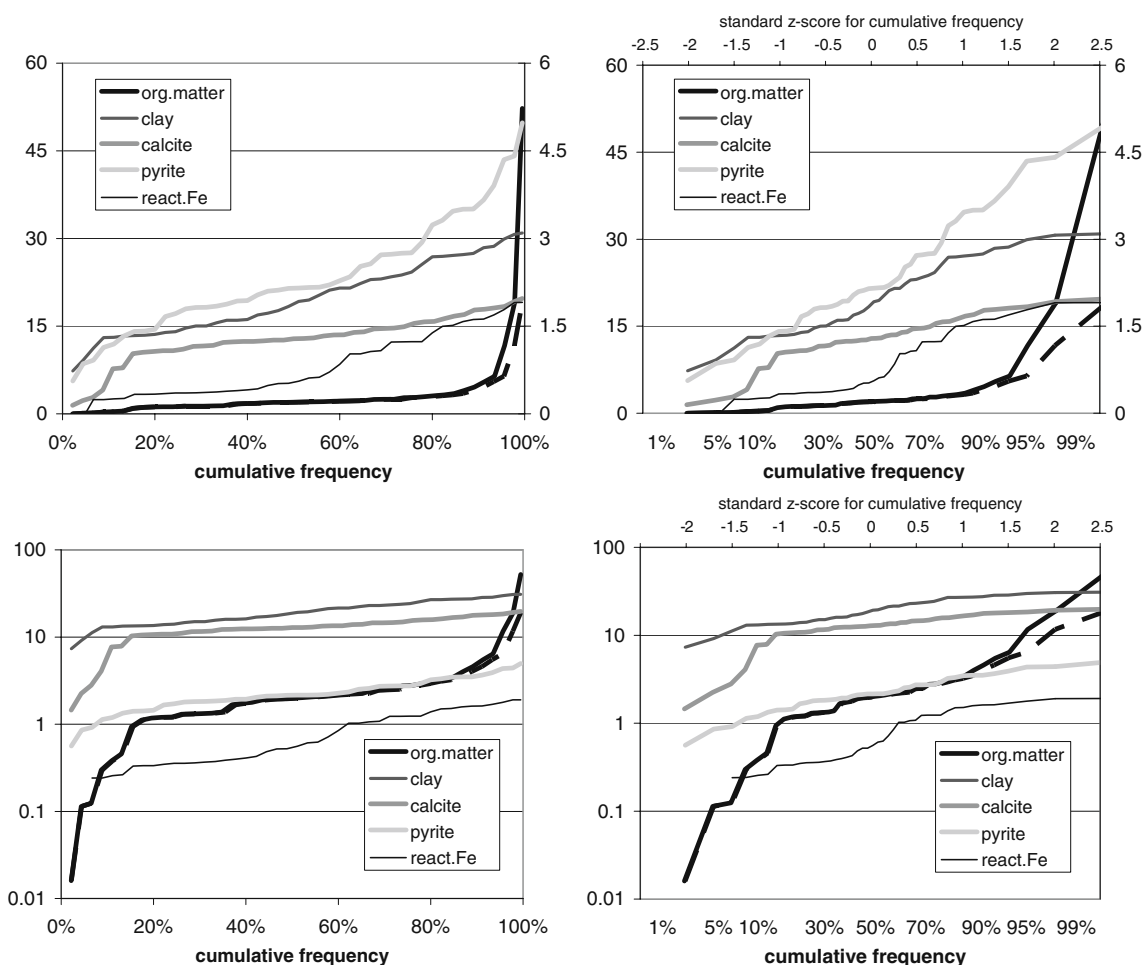 60
45
30
15
0
6
4.5
3
1.5
0
org.matter
clay
calcite
pyrite
react.Fe
0% 20% 40% 60% 80% 100%
cumulative frequency
standard z-score for cumulative frequency
-2.5 -2 -1.5 -1 -0.5 0 0.5 1 1.5 2 2.5
60
45
30
15
0
6
4.5
3
1.5
0
org.matter
clay
calcite
pyrite
react.Fe
1% 5% 10% 30% 50% 70% 90% 95% 99%
cumulative frequency
100
10
1
0.1
0.01
org.matter
clay
calcite
pyrite
react.Fe
0% 20% 40% 60% 80% 100%
cumulative frequency
standard z-score for cumulative frequency
-2 -1.5 -1 -0.5 0 0.5 1 1.5 2 2.5
100
10
1
0.1
0.01
org.matter
clay
calcite
pyrite
react.Fe
1% 5% 10% 30% 50% 70% 90% 95% 99%
cumulative frequency